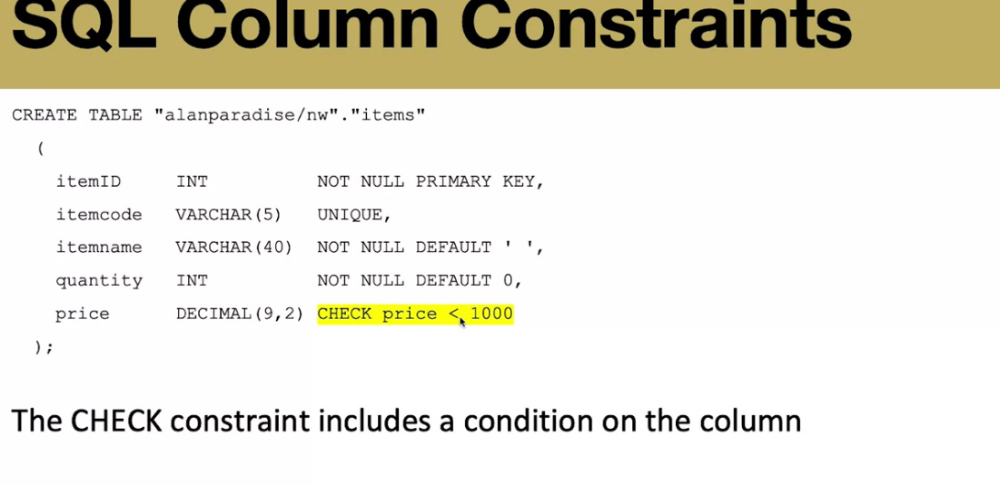 SQL Column Constraints
CREATE TABLE "alanparadise/nw"."items"
(
itemID INT NOT NULL PRIMARY KEY,
itemcode VARCHAR(5) UNIQUE,
itemname VARCHAR(40) NOT NULL DEFAULT ' ',
quantity INT NOT NULL DEFAULT 0,
price DECIMAL(9,2) CHECK price < 1000
);
The CHECK constraint includes a condition on the column